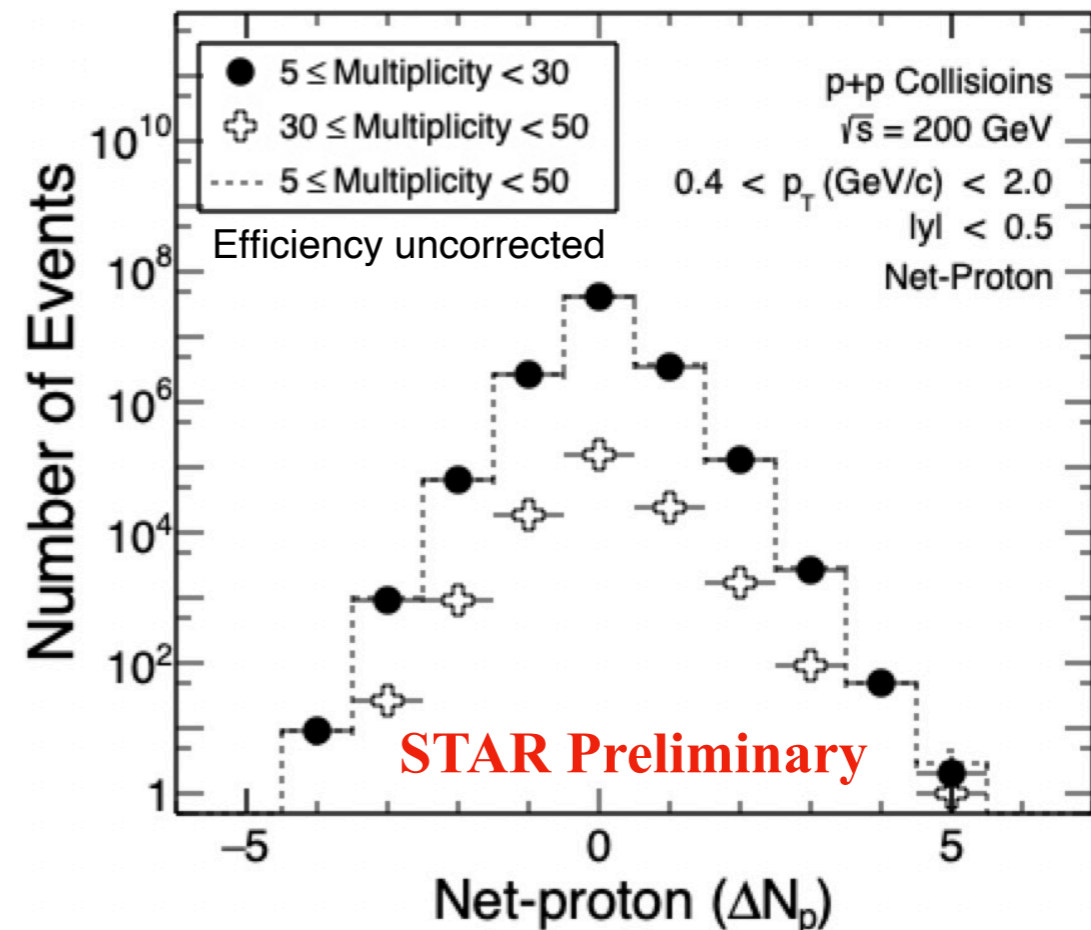 5 ≤ Multiplicity < 30
30 ≤ Multiplicity < 50
5 ≤ Multiplicity < 50
Efficiency uncorrected
p+p Collisioins
√s = 200 GeV
0.4 < p_T (GeV/c) < 2.0
|y| < 0.5
Net-Proton
Number of Events
10^10
10^8
10^6
10^4
10^2
1
STAR Preliminary
−5 0 5
Net-proton (ΔN_p)